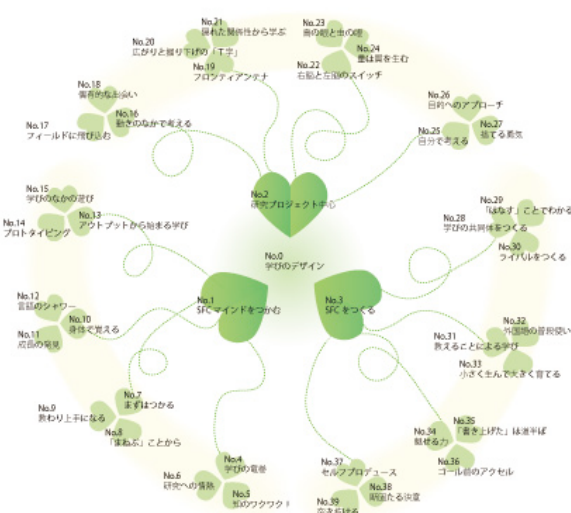 No.0
学びのデザイン
No.1
SFCマインドをつかむ
No.2
研究プロジェクト中心
No.3
SFCをつくる
No.4
学びの竜巻
No.5
知のワクワク！
No.6
研究への情熱
No.7
まずはつかる
No.8
「まねぶ」ことから
No.9
教わり上手になる
No.10
身体で覚える
No.11
成長の発見
No.12
言語のシャワー
No.13
アウトプットから始まる学び
No.14
プロトタイピング
No.15
学びのなかの遊び
No.16
動きのなかで考える
No.17
フィールドに飛び込む
No.18
偶有的な出会い
No.19
フロンティアンテナ
No.20
広がりと掘り下げの「T字」
No.21
隠れた関係性から学ぶ
No.22
右脳と左脳のスイッチ
No.23
鳥の眼と虫の眼
No.24
量は質を生む
No.25
自分で考える
No.26
目的へのアプローチ
No.27
捨てる勇気
No.28
学びの共同体をつくる
No.29
「はなす」ことでわかる
No.30
ライバルをつくる
No.31
教えることによる学び
No.32
外国語の普段使い
No.33
小さく生んで大きく育てる
No.34
魅せる力
No.35
「書き上げた」は道半ば
No.36
ゴール前のアクセル
No.37
セルフプロデュース
No.38
断固たる決意
No.39